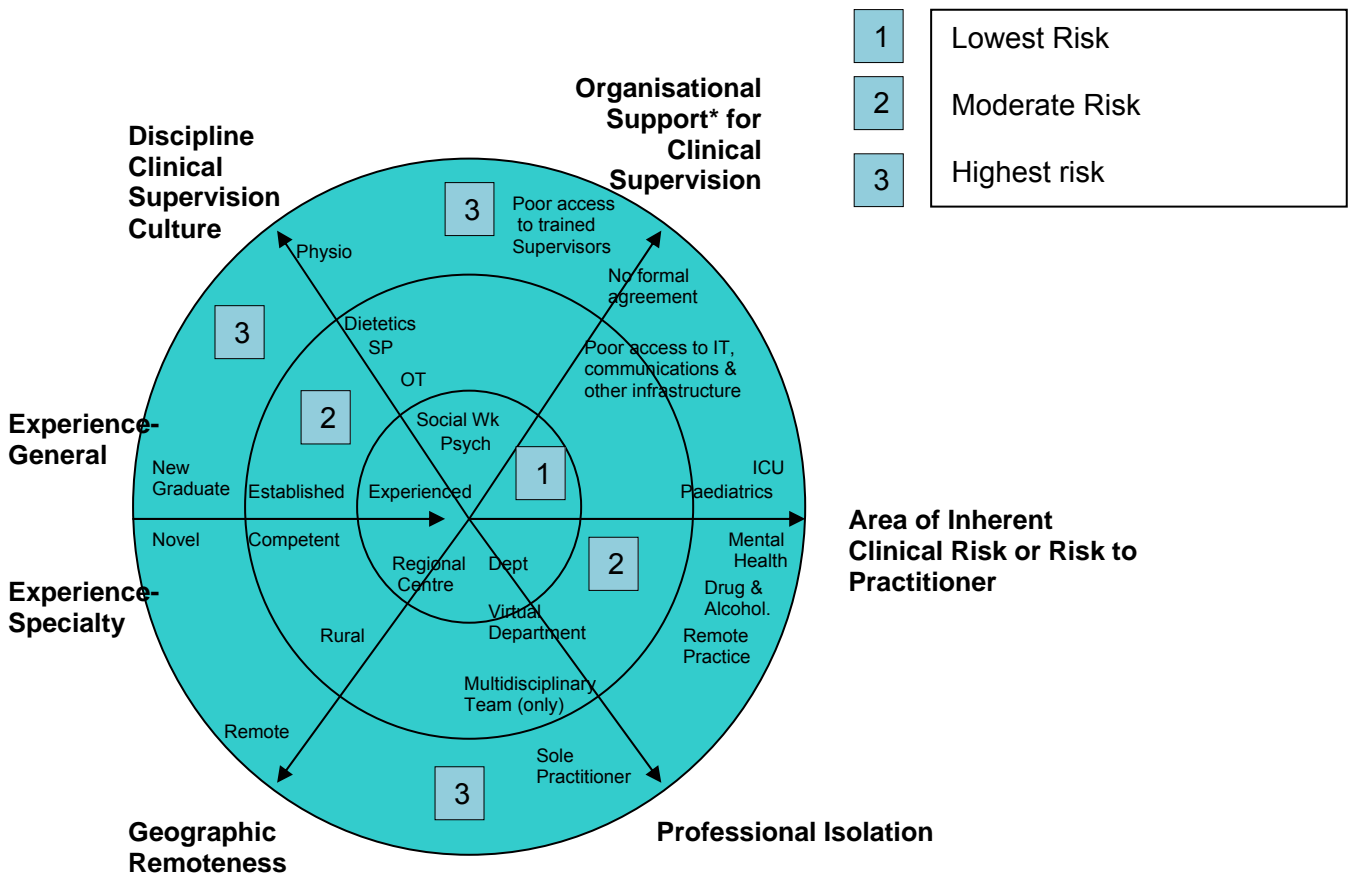 1
Lowest Risk
2
Moderate Risk
3
Highest risk
Organisational
Support* for
Clinical
Supervision
Discipline
Clinical
Supervision
Culture
3
Poor access
to trained
Supervisors
Physio
No formal
agreement
3
Dietetics
SP
OT
Poor access to IT,
communications &
other infrastructure
2
Social Wk
Psych
1
Experience-
General
New
Graduate
Established
Experienced
ICU
Paediatrics
Area of Inherent
Clinical Risk or Risk to
Practitioner
Novel
Competent
Regional
Centre
Dept
2
Mental
Health
Drug &
Alcohol.
Remote
Practice
Experience-
Specialty
Rural
Virtual
Department
Multidisciplinary
Team (only)
Remote
Sole
Practitioner
3
Geographic
Remoteness
Professional Isolation